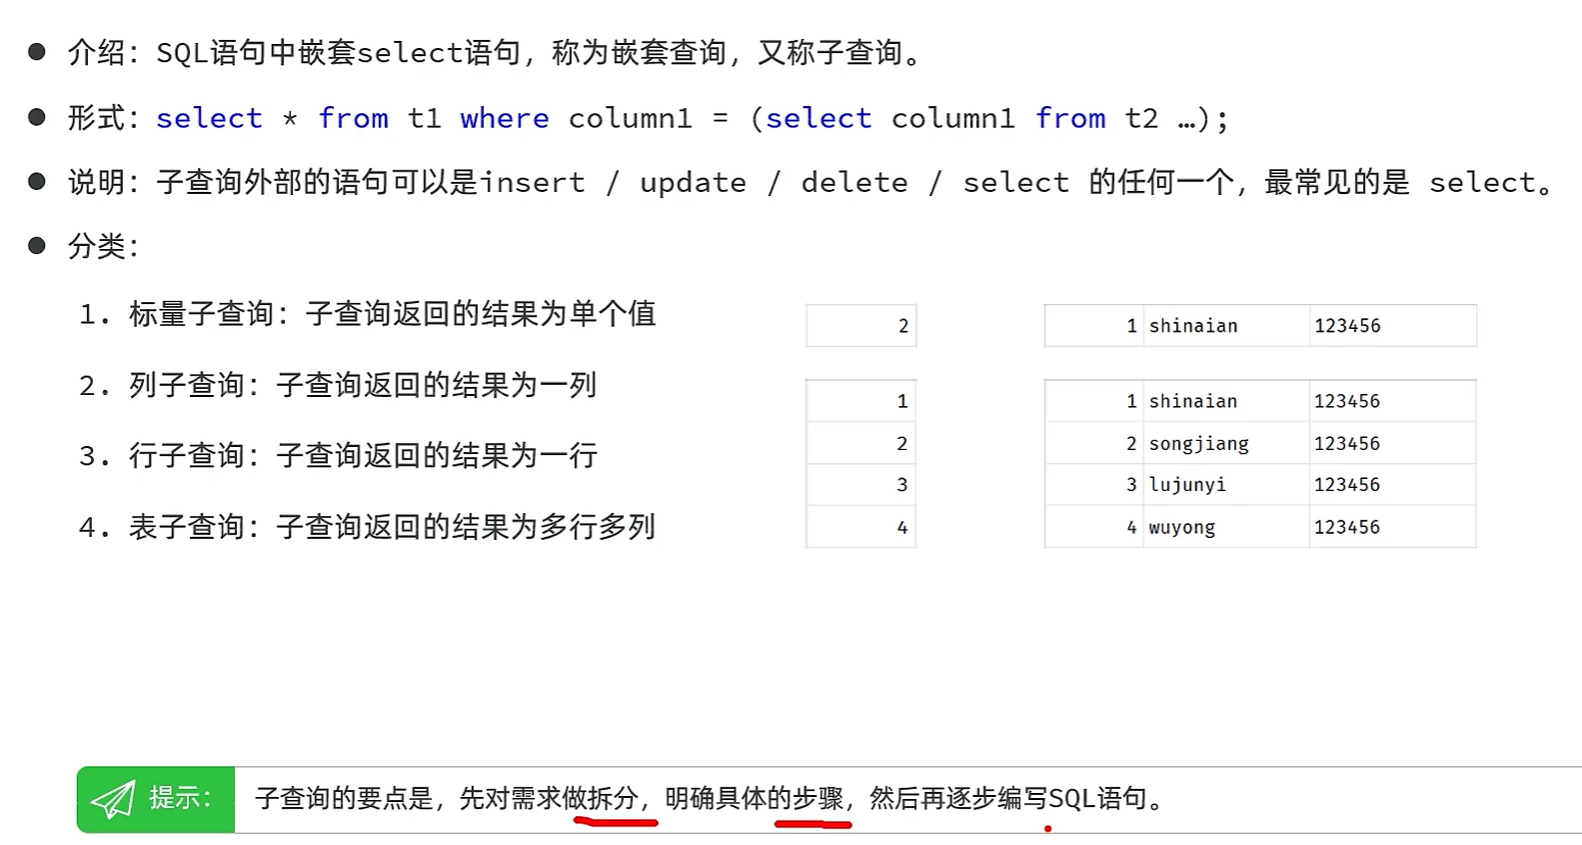 ● 介绍：SQL语句中嵌套select语句，称为嵌套查询，又称子查询。
● 形式：select * from t1 where column1 = (select column1 from t2 …);
● 说明：子查询外部的语句可以是insert / update / delete / select 的任何一个，最常见的是 select。
● 分类：
1. 标量子查询：子查询返回的结果为单个值
2. 列子查询：子查询返回的结果为一列
3. 行子查询：子查询返回的结果为一行
4. 表子查询：子查询返回的结果为多行多列
2
1 shinaian 123456
1
2
3
4
1 shinaian 123456
2 songjiang 123456
3 lujunyi 123456
4 wuyong 123456
提示：
子查询的要点是，先对需求做拆分，明确具体的步骤，然后再逐步编写SQL语句。